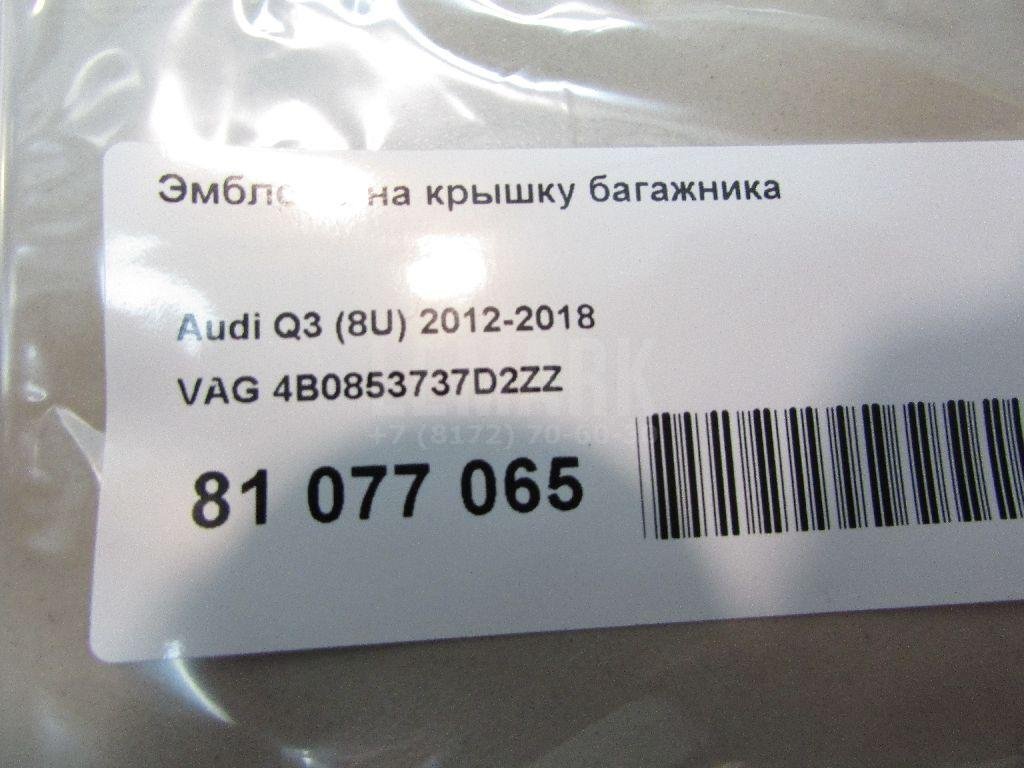 на крышку багажника
Audi Q3 (8U) 2012-2018
VAG 4B0853737D2ZZ
81 077 065